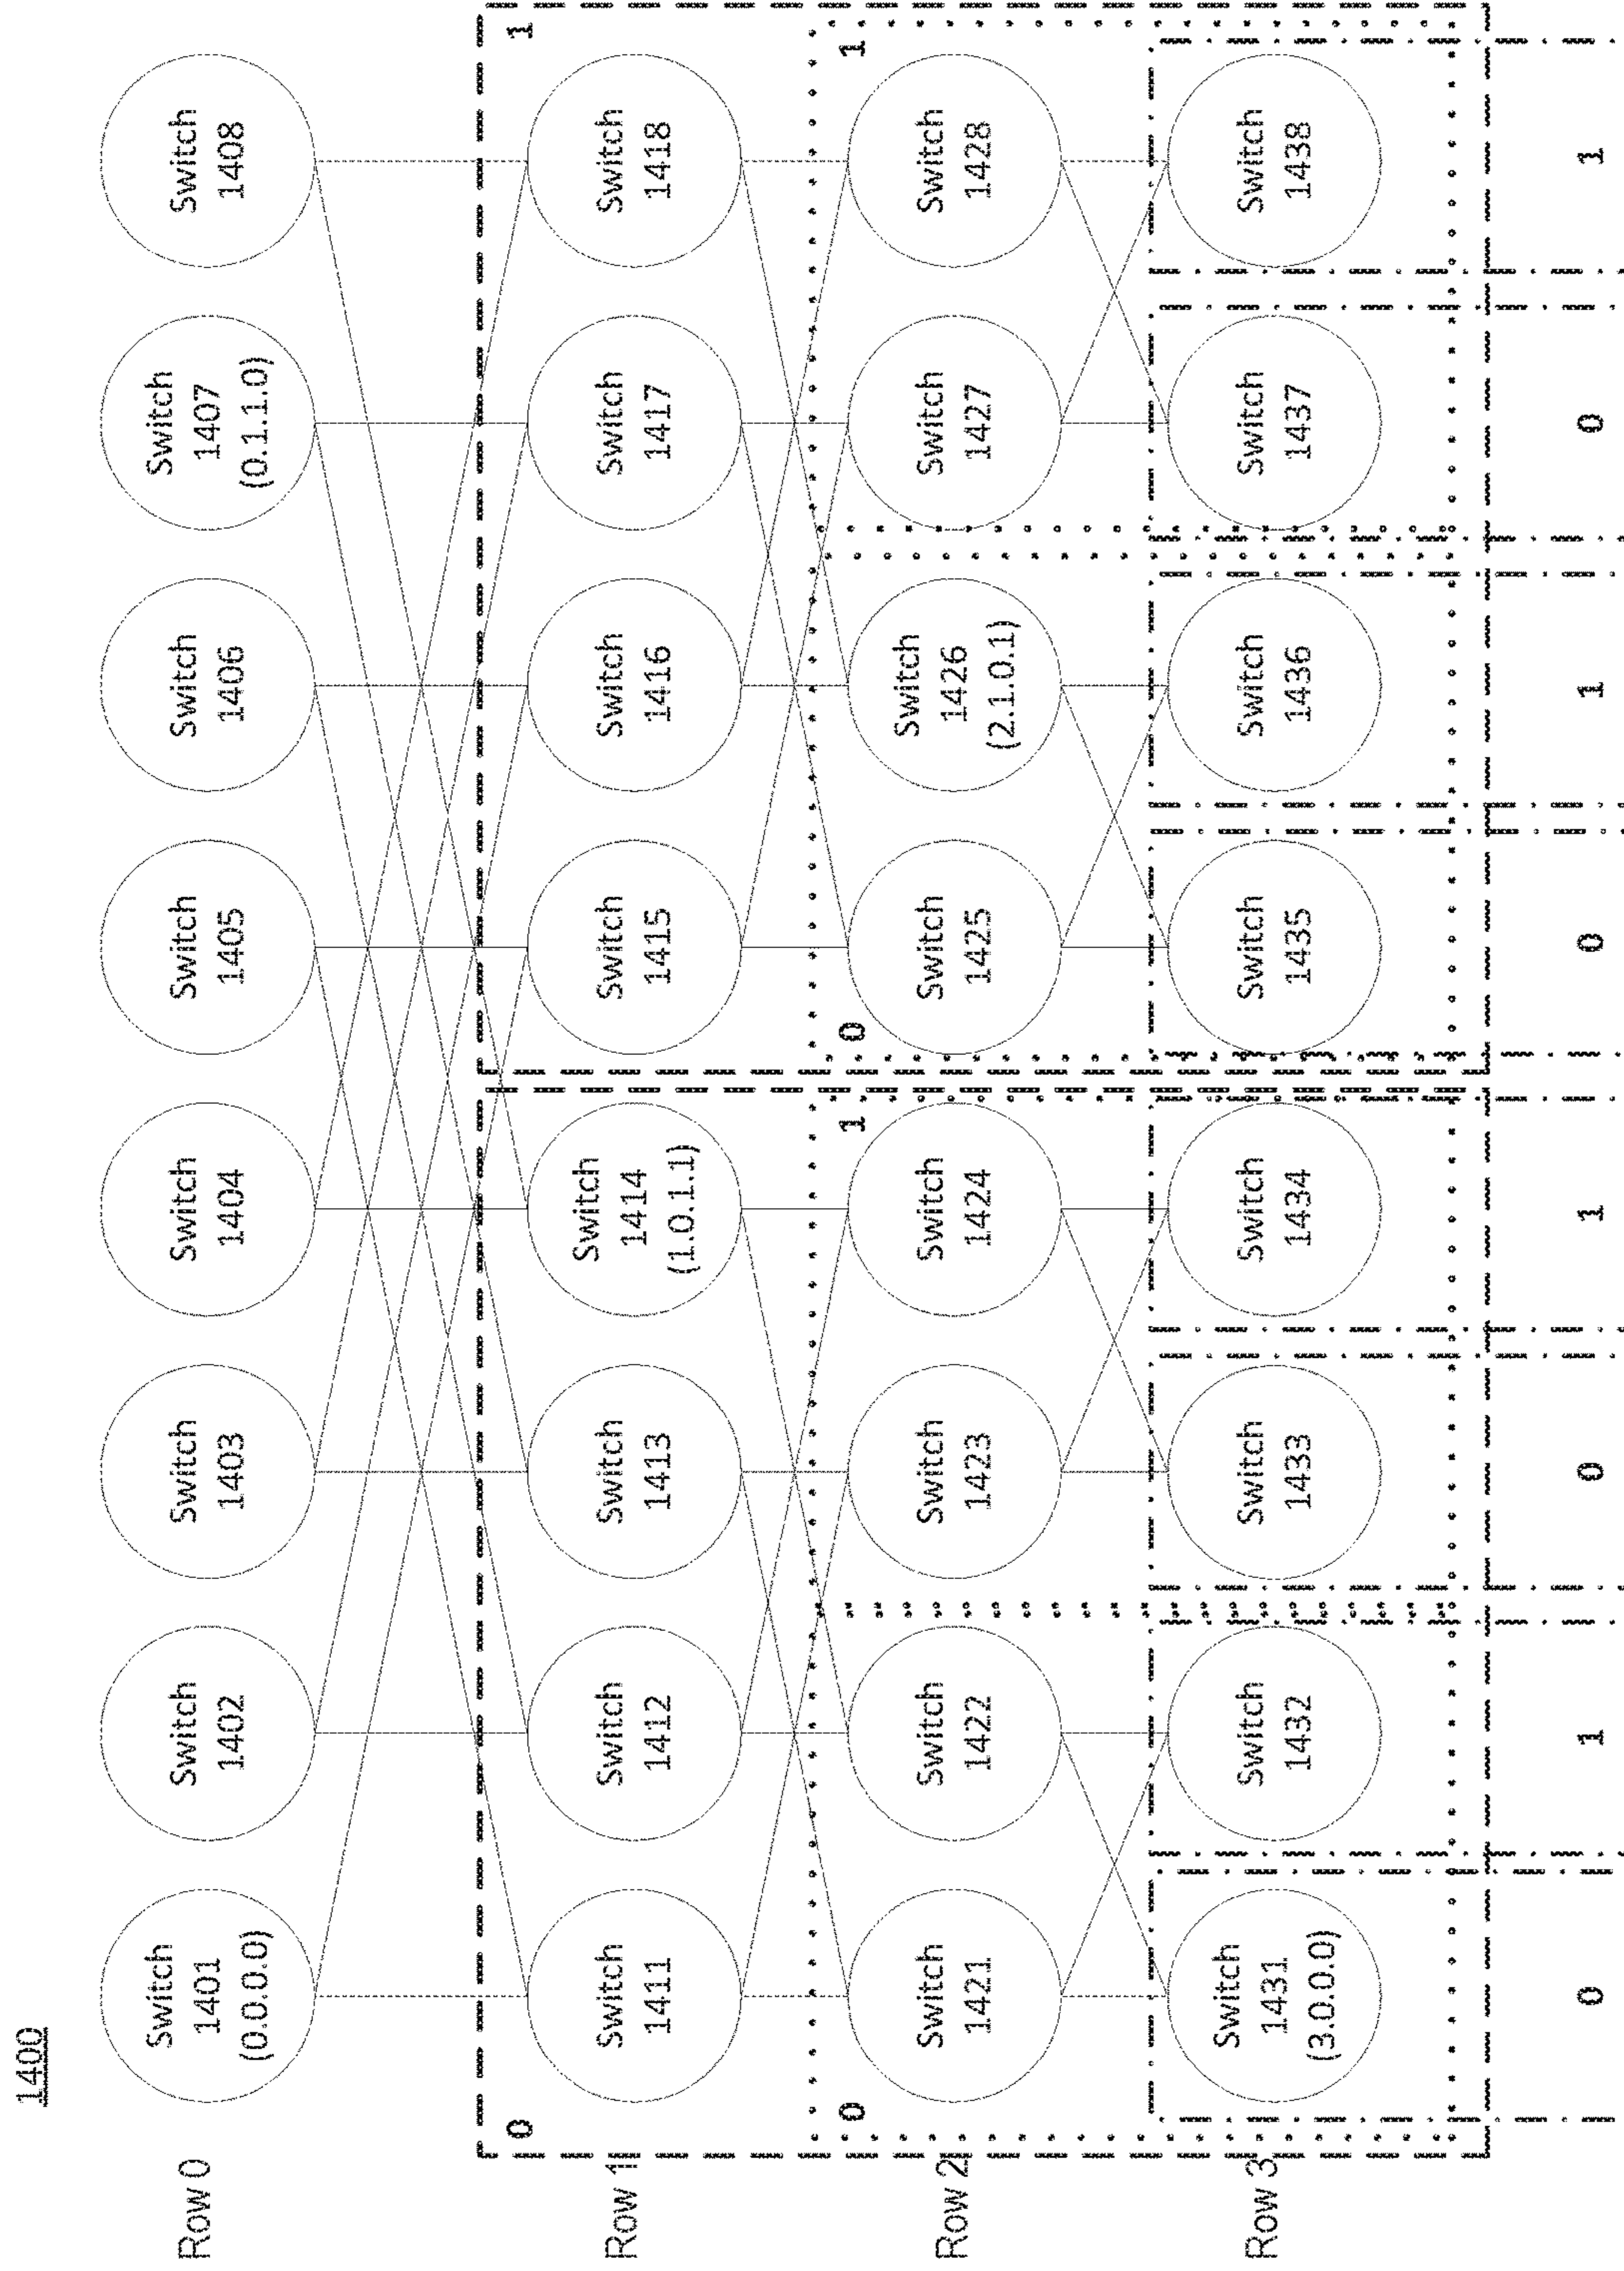 1400
Row 0
Switch
1401
(0.0.0.0)
Switch
1402
Switch
1403
Switch
1404
Switch
1405
Switch
1406
Switch
1407
(0.1.1.0)
Switch
1408
0
1
Row 1
Switch
1411
Switch
1412
Switch
1413
Switch
1414
(1.0.1.1)
Switch
1415
Switch
1416
Switch
1417
Switch
1418
0
1
0
1
Row 2
Switch
1421
Switch
1422
Switch
1423
Switch
1424
Switch
1425
Switch
1426
(2.1.0.1)
Switch
1427
Switch
1428
Row 3
Switch
1431
(3.0.0.0)
Switch
1432
Switch
1433
Switch
1434
Switch
1435
Switch
1436
Switch
1437
Switch
1438
0
1
0
1
0
1
0
1